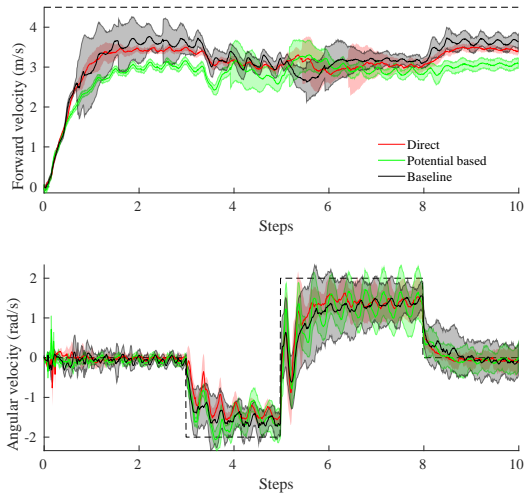 Forward velocity (m/s)
4
3
2
1
0
0 2 4 6 8 10
Steps
Direct
Potential based
Baseline
Angular velocity (rad/s)
2
1
0
-1
-2
0 2 4 6 8 10
Steps